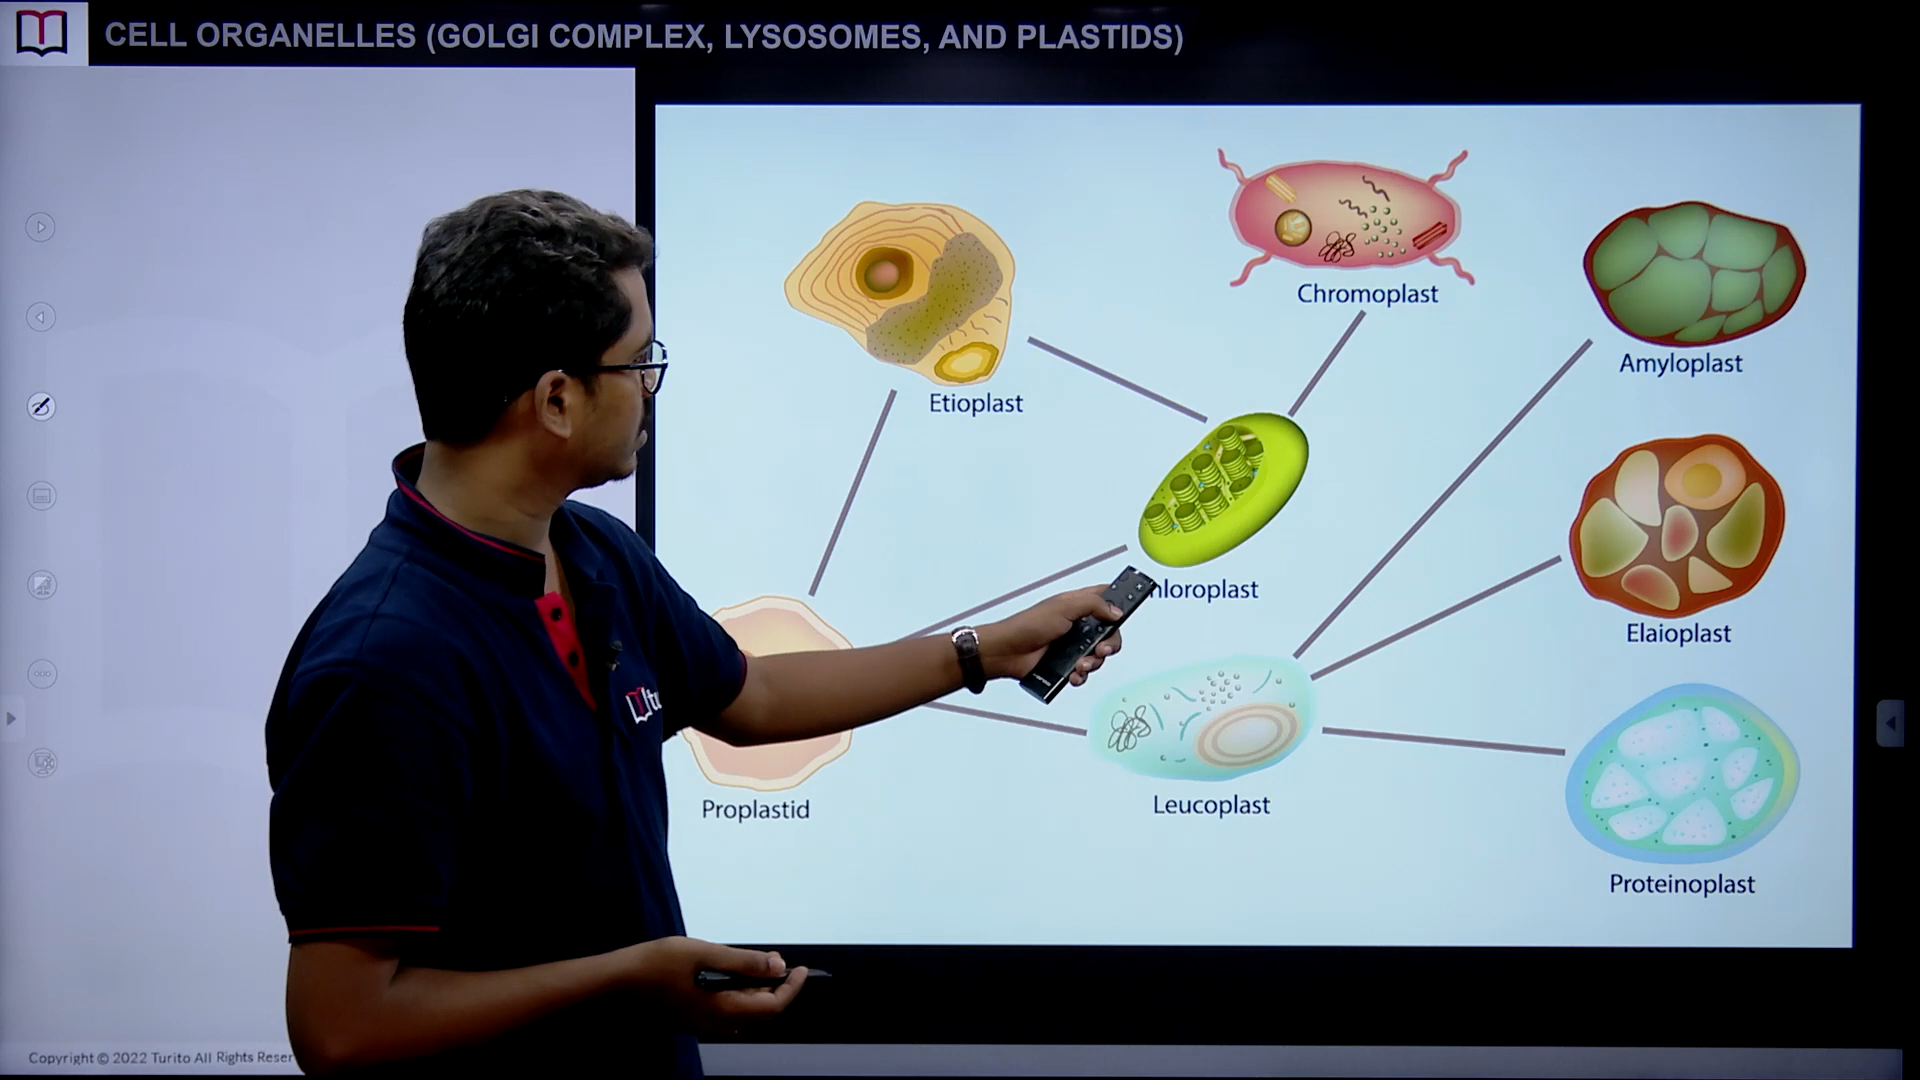 CELL ORGANELLES (GOLGI COMPLEX, LYSOSOMES, AND PLASTIDS)
Chromoplast
Amyloplast
Etioplast
hloroplast
Elaioplast
Leucoplast
Proplastid
Proteinoplast
Copyright © 2022 Turito All Rights Reser